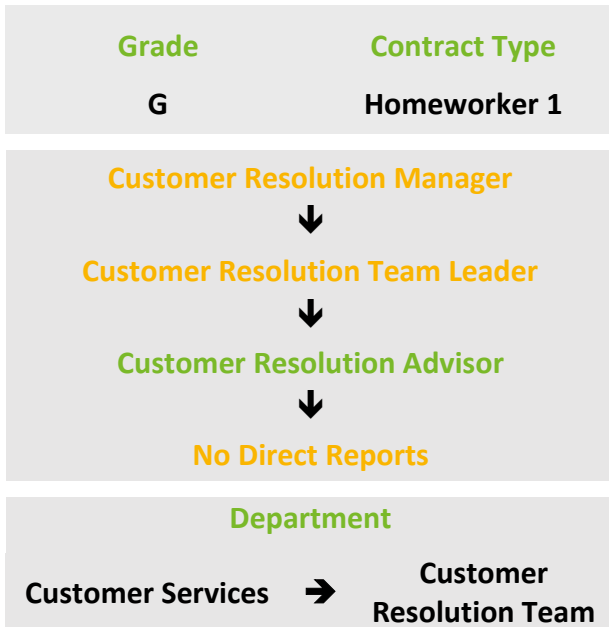 Grade Contract Type
G Homeworker 1
Customer Resolution Manager
Customer Resolution Team Leader
Customer Resolution Advisor
No Direct Reports
Department
Customer Services Customer
Resolution Team